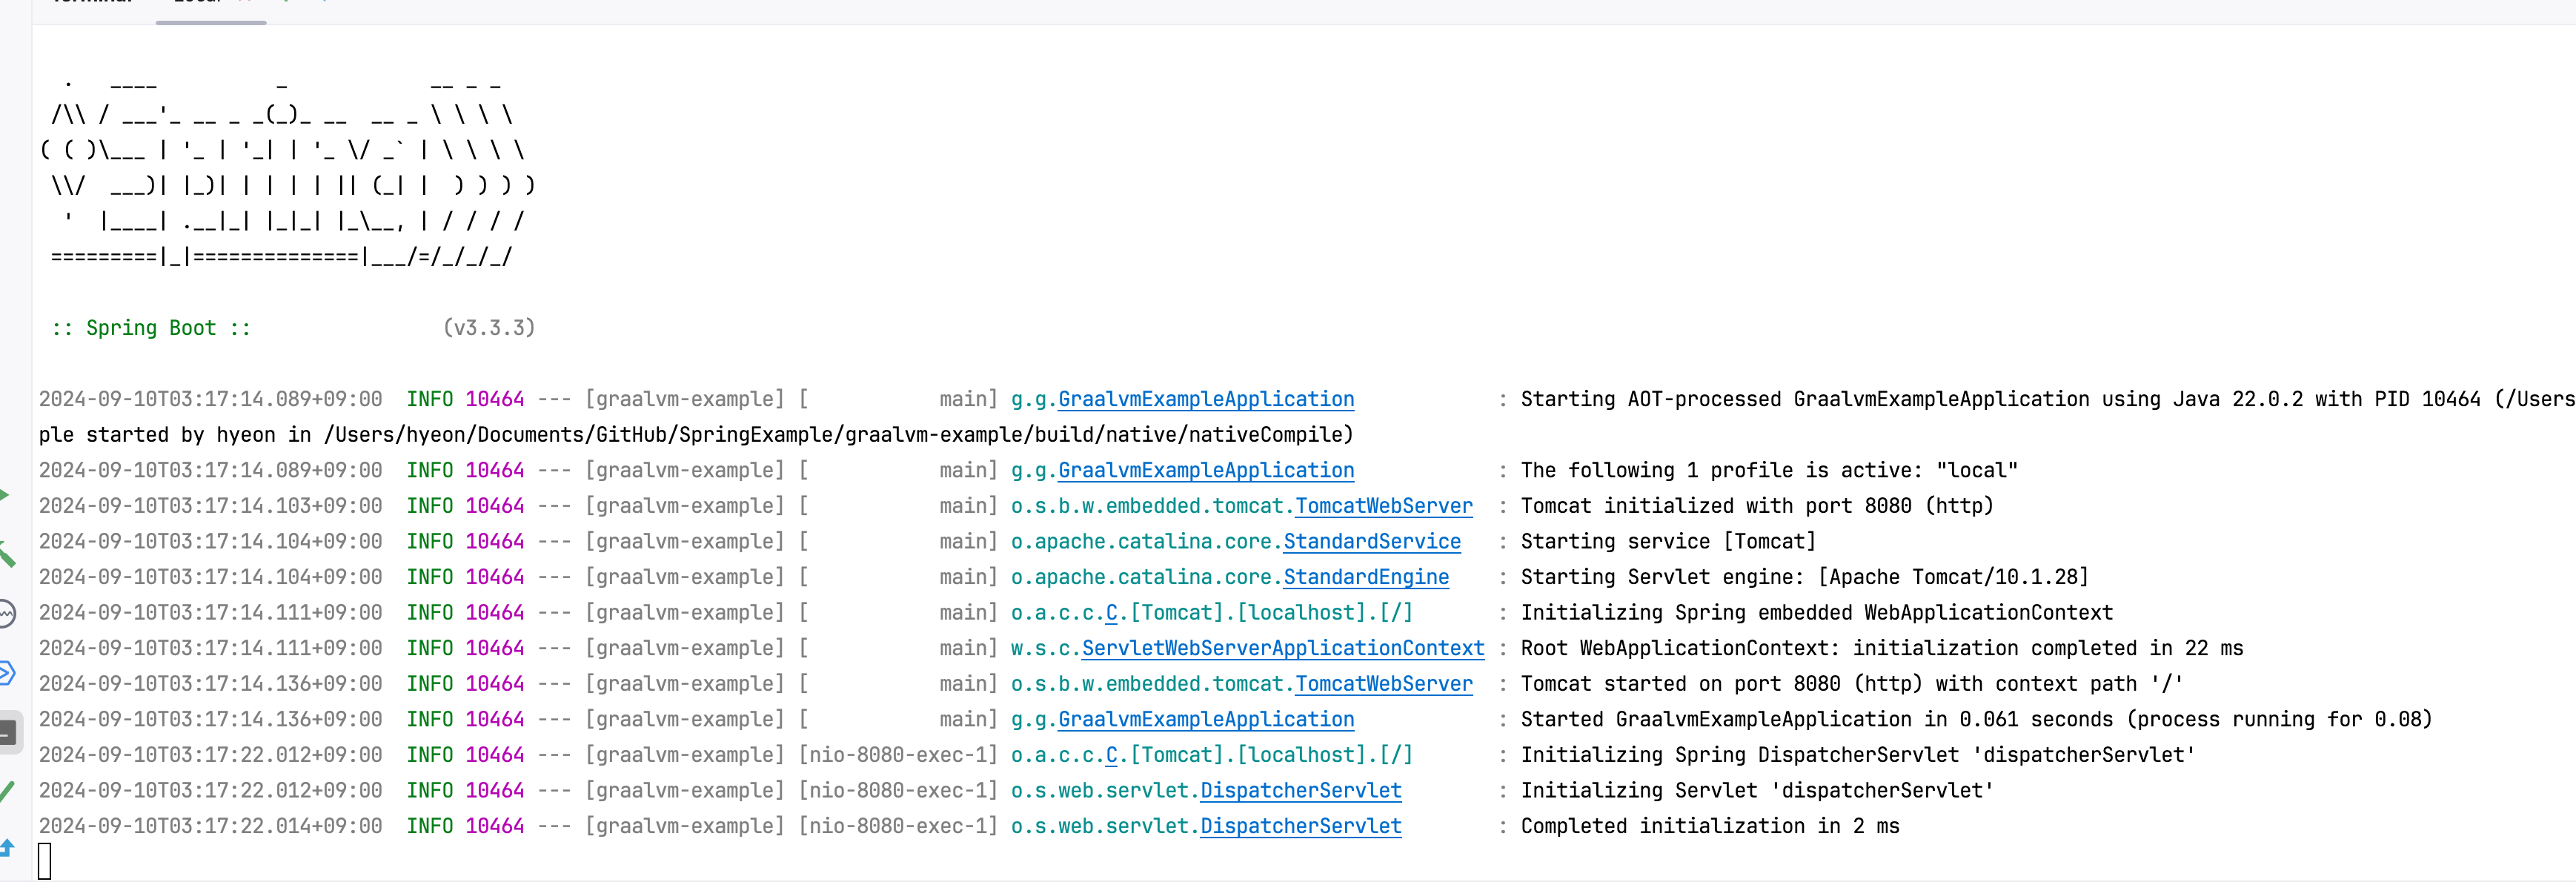 .   ____          _            __ _ _
 /\\ / ___'_ __ _ _(_)_ __  __ _ \ \ \ \
( ( )\___ | '_ | '_| | '_ \/ _` | \ \ \ \
 \\/  ___)| |_)| | | | | || (_| |  ) ) ) )
  '  |____| .__|_| |_|_| |_\__, | / / / /
 =========|_|==============|___/=/_/_/_/
 :: Spring Boot ::                (v3.3.3)
2024-09-10T03:17:14.089+09:00  INFO 10464 --- [graalvm-example] [           main] g.g.GraalvmExampleApplication            : Starting AOT-processed GraalvmExampleApplication using Java 22.0.2 with PID 10464 (/Users
ple started by hyeon in /Users/hyeon/Documents/GitHub/SpringExample/graalvm-example/build/native/nativeCompile)
2024-09-10T03:17:14.089+09:00  INFO 10464 --- [graalvm-example] [           main] g.g.GraalvmExampleApplication            : The following 1 profile is active: "local"
2024-09-10T03:17:14.103+09:00  INFO 10464 --- [graalvm-example] [           main] o.s.b.w.embedded.tomcat.TomcatWebServer  : Tomcat initialized with port 8080 (http)
2024-09-10T03:17:14.104+09:00  INFO 10464 --- [graalvm-example] [           main] o.apache.catalina.core.StandardService   : Starting service [Tomcat]
2024-09-10T03:17:14.104+09:00  INFO 10464 --- [graalvm-example] [           main] o.apache.catalina.core.StandardEngine    : Starting Servlet engine: [Apache Tomcat/10.1.28]
2024-09-10T03:17:14.111+09:00  INFO 10464 --- [graalvm-example] [           main] o.a.c.c.C.[Tomcat].[localhost].[/]       : Initializing Spring embedded WebApplicationContext
2024-09-10T03:17:14.111+09:00  INFO 10464 --- [graalvm-example] [           main] w.s.c.ServletWebServerApplicationContext : Root WebApplicationContext: initialization completed in 22 ms
2024-09-10T03:17:14.136+09:00  INFO 10464 --- [graalvm-example] [           main] o.s.b.w.embedded.tomcat.TomcatWebServer  : Tomcat started on port 8080 (http) with context path '/'
2024-09-10T03:17:14.136+09:00  INFO 10464 --- [graalvm-example] [           main] g.g.GraalvmExampleApplication            : Started GraalvmExampleApplication in 0.061 seconds (process running for 0.08)
2024-09-10T03:17:22.012+09:00  INFO 10464 --- [graalvm-example] [nio-8080-exec-1] o.a.c.c.C.[Tomcat].[localhost].[/]       : Initializing Spring DispatcherServlet 'dispatcherServlet'
2024-09-10T03:17:22.012+09:00  INFO 10464 --- [graalvm-example] [nio-8080-exec-1] o.s.web.servlet.DispatcherServlet        : Initializing Servlet 'dispatcherServlet'
2024-09-10T03:17:22.014+09:00  INFO 10464 --- [graalvm-example] [nio-8080-exec-1] o.s.web.servlet.DispatcherServlet        : Completed initialization in 2 ms